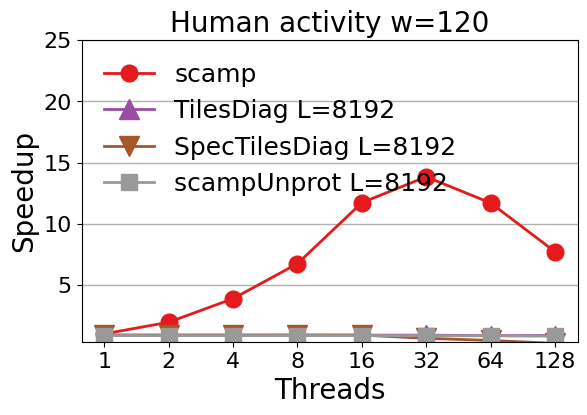 Human activity w=120
25
20
15
10
5
Speedup
scamp
TilesDiag L=8192
SpecTilesDiag L=8192
scampUnprot L=8192
1 2 4 8 16 32 64 128
Threads